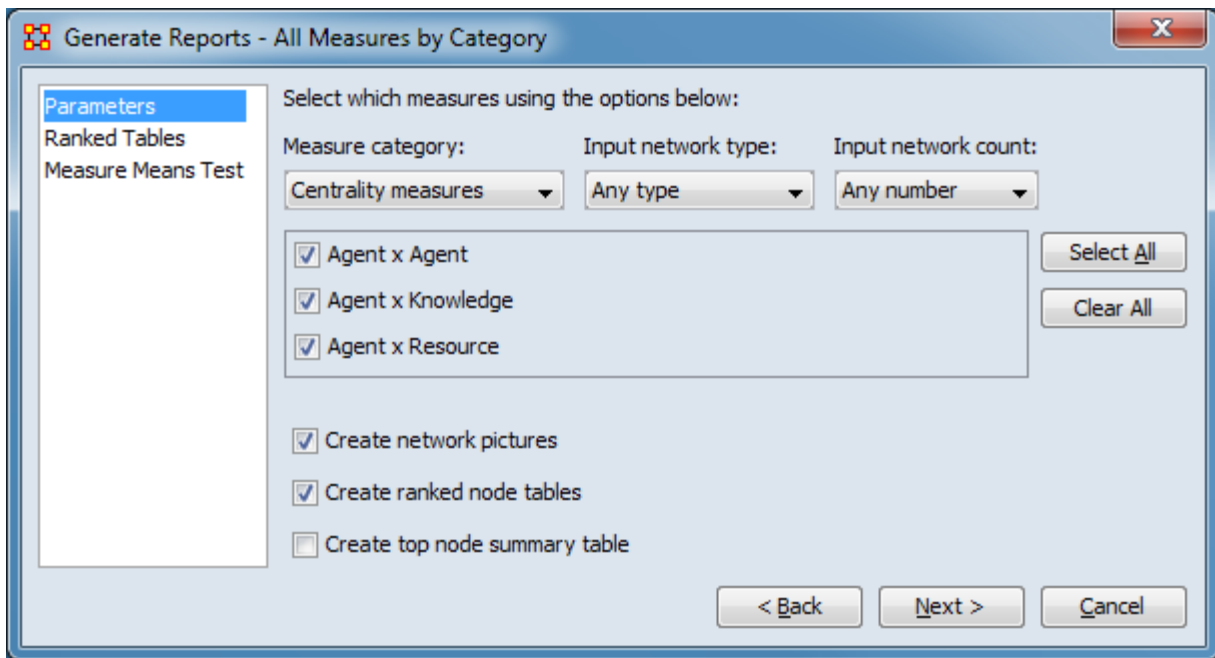 Generate Reports - All Measures by Category
x
Parameters
Ranked Tables
Measure Means Test
Select which measures using the options below:
Measure category: Input network type: Input network count:
Centrality measures Any type Any number
Agent x Agent
Agent x Knowledge
Agent x Resource
Select All
Clear All
Create network pictures
Create ranked node tables
Create top node summary table
< Back Next > Cancel